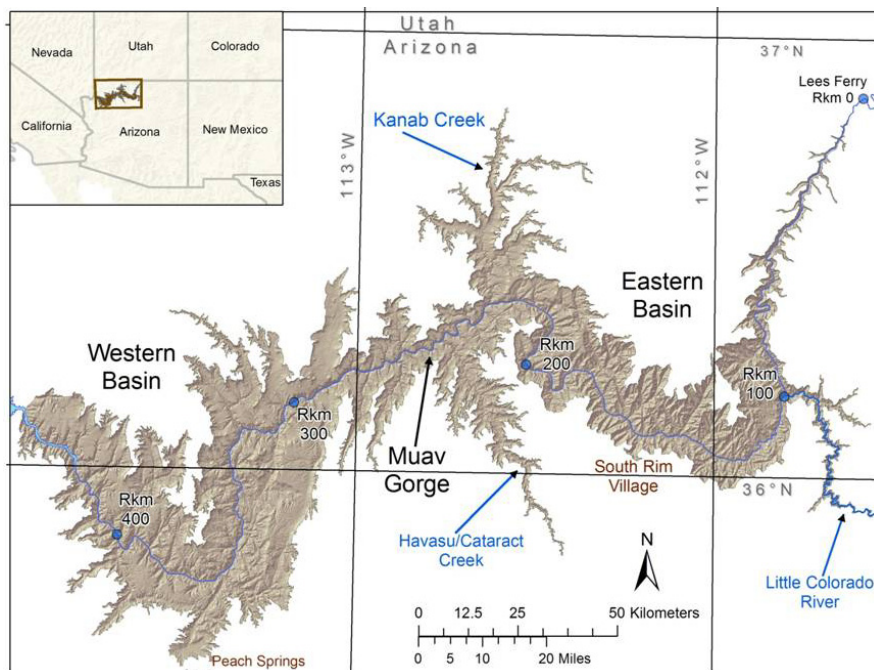 Utah
Arizona
Nevada
Utah
Colorado
California
Arizona
New Mexico
Texas
37°N
Lees Ferry
Rkm 0
Kanab Creek
113°W
112°W
Eastern
Basin
Western
Basin
Rkm
200
Rkm
100
Rkm
300
Muav
Gorge
South Rim
Village
36°N
Rkm
400
Havasu/Cataract
Creek
N
Little Colorado
River
0 12.5 25 50 Kilometers
0 5 10 20 Miles
Peach Springs